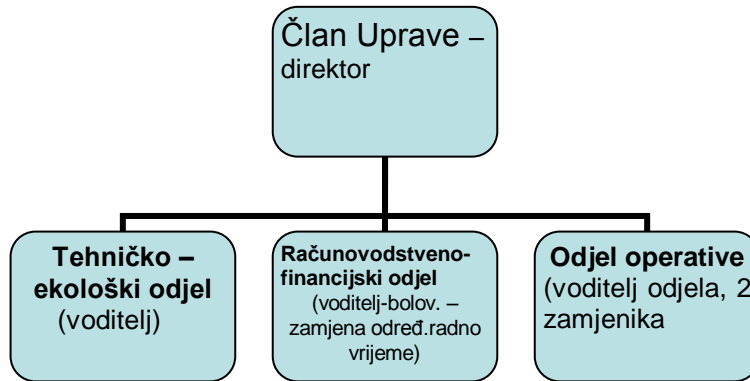 Član Uprave –
direktor
Tehničko –
ekološki odjel
(voditelj)
Računovodstveno-
financijski odjel
(voditelj-bolov. –
zamjena određ.radno
vrijeme)
Odjel operative
(voditelj odjela, 2
zamjenika